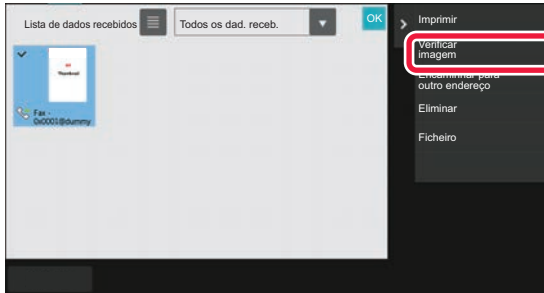 Lista de dados recebidos
Todos os dad. receb.
OK
Thumbnail
Fax -
0x0001@dummy
Imprimir
Verificar
imagem
Encaminhar para
outro endereço
Eliminar
Ficheiro